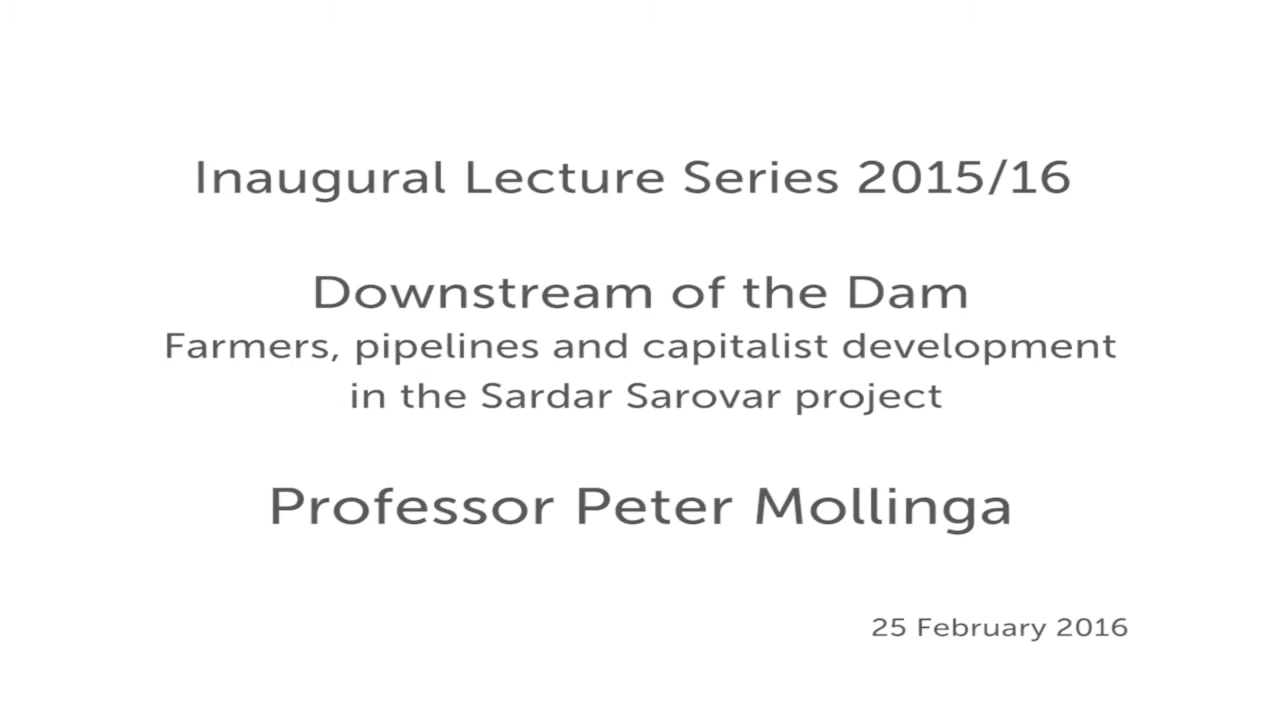 Inaugural Lecture Series 2015/16
Downstream of the Dam
Farmers, pipelines and capitalist development
in the Sardar Sarovar project
Professor Peter Mollinga
25 February 2016